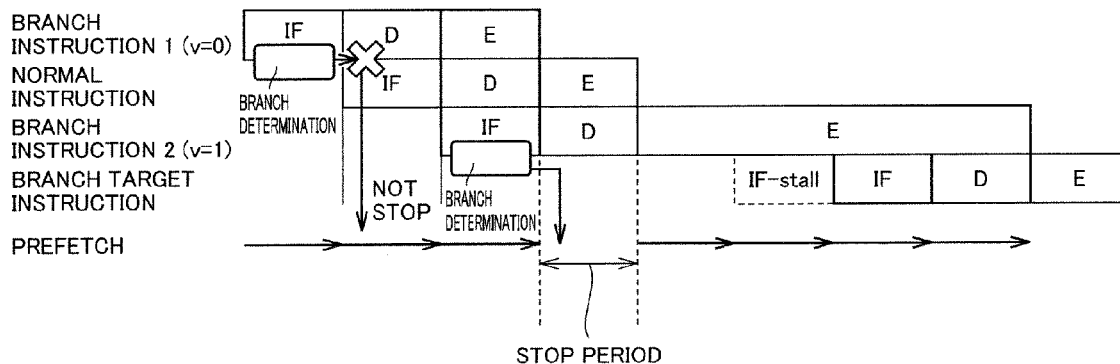 BRANCH
INSTRUCTION 1 (v=0)
IF
D
E
BRANCH
DETERMINATION
NORMAL
INSTRUCTION
IF
D
E
BRANCH
INSTRUCTION 2 (v=1)
IF
D
E
BRANCH
DETERMINATION
NOT
STOP
BRANCH TARGET
INSTRUCTION
IF-stall
IF
D
E
PREFETCH
STOP PERIOD